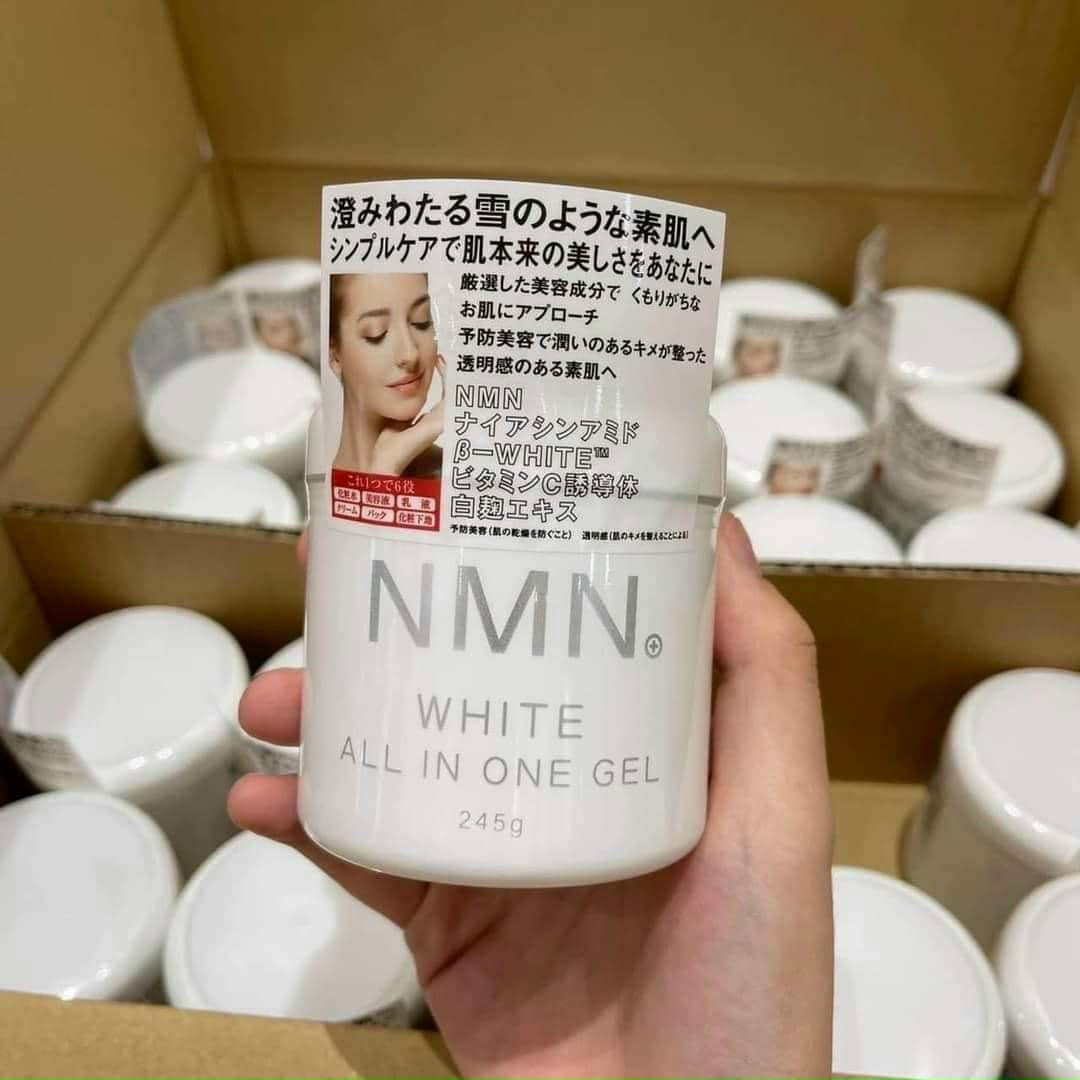 澄みわたる雪のような素肌へ
シンプルケアで肌本来の美しさをあなたに
厳選した美容成分で くもりがちな
お肌にアプローチ
予防美容で潤いのあるキメが整った
透明感のある素肌へ
NMN
ナイアシンアミド
β-WHITE™
ビタミンC誘導体
白麹エキス
これ1つで6役
化粧水 美容液 乳液
クリーム パック 化粧下地
予防美容(肌の乾燥を防ぐこと) 透明感(肌のキメを整えることによる)
NMN
WHITE
ALL IN ONE GEL
245g